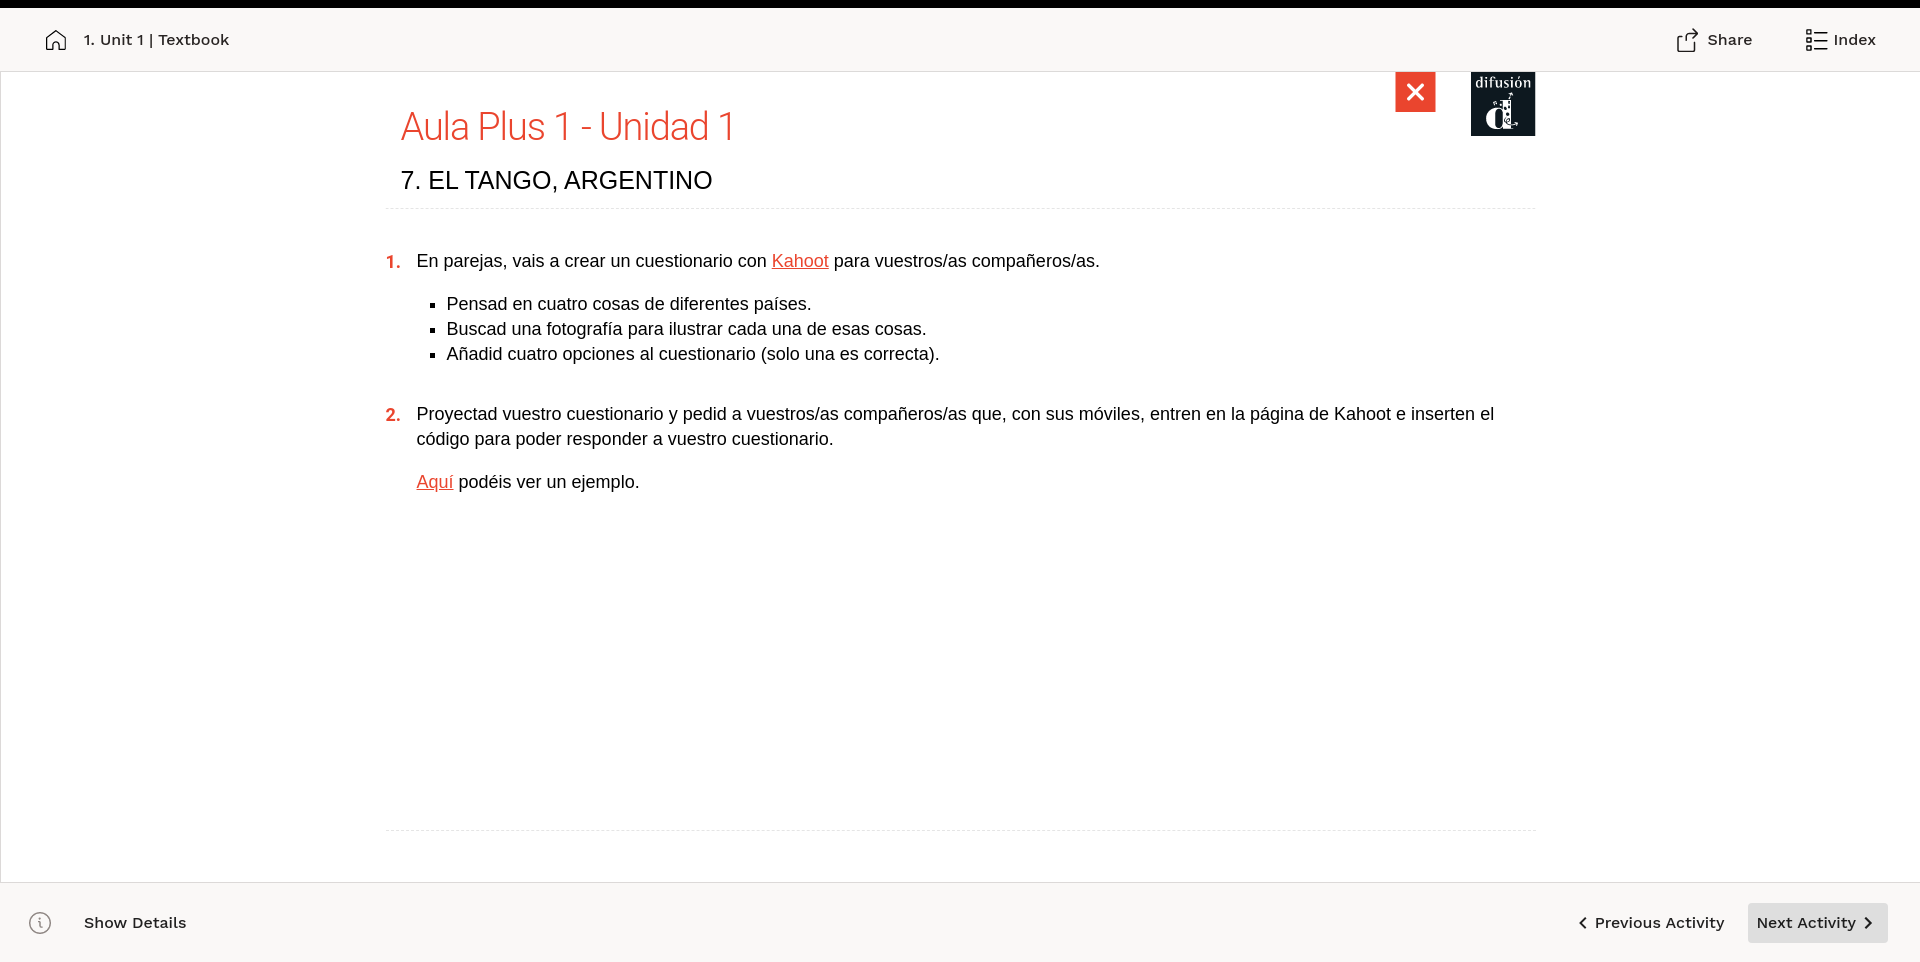 1. Unit 1 | Textbook
Share
Index
difusión
Aula Plus 1 - Unidad 1
7. EL TANGO, ARGENTINO
1. En parejas, vais a crear un cuestionario con Kahoot para vuestros/as compañeros/as.
Pensad en cuatro cosas de diferentes países.
Buscad una fotografía para ilustrar cada una de esas cosas.
Añadid cuatro opciones al cuestionario (solo una es correcta).
2. Proyectad vuestro cuestionario y pedid a vuestros/as compañeros/as que, con sus móviles, entren en la página de Kahoot e inserten el
código para poder responder a vuestro cuestionario.
Aquí podéis ver un ejemplo.
Show Details
Previous Activity
Next Activity